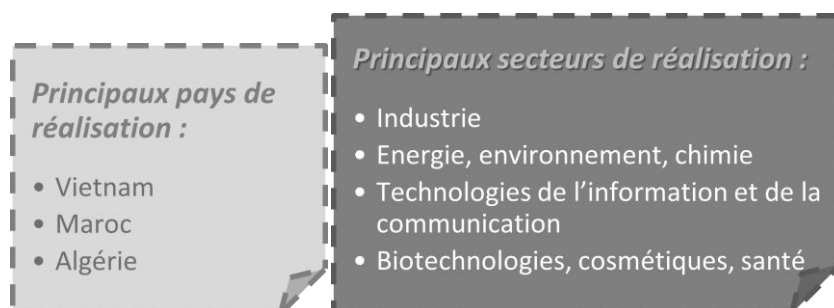 Principaux pays de
réalisation :
• Vietnam
• Maroc
• Algérie
Principaux secteurs de réalisation :
• Industrie
• Energie, environnement, chimie
• Technologies de l’information et de la
communication
• Biotechnologies, cosmétiques, santé